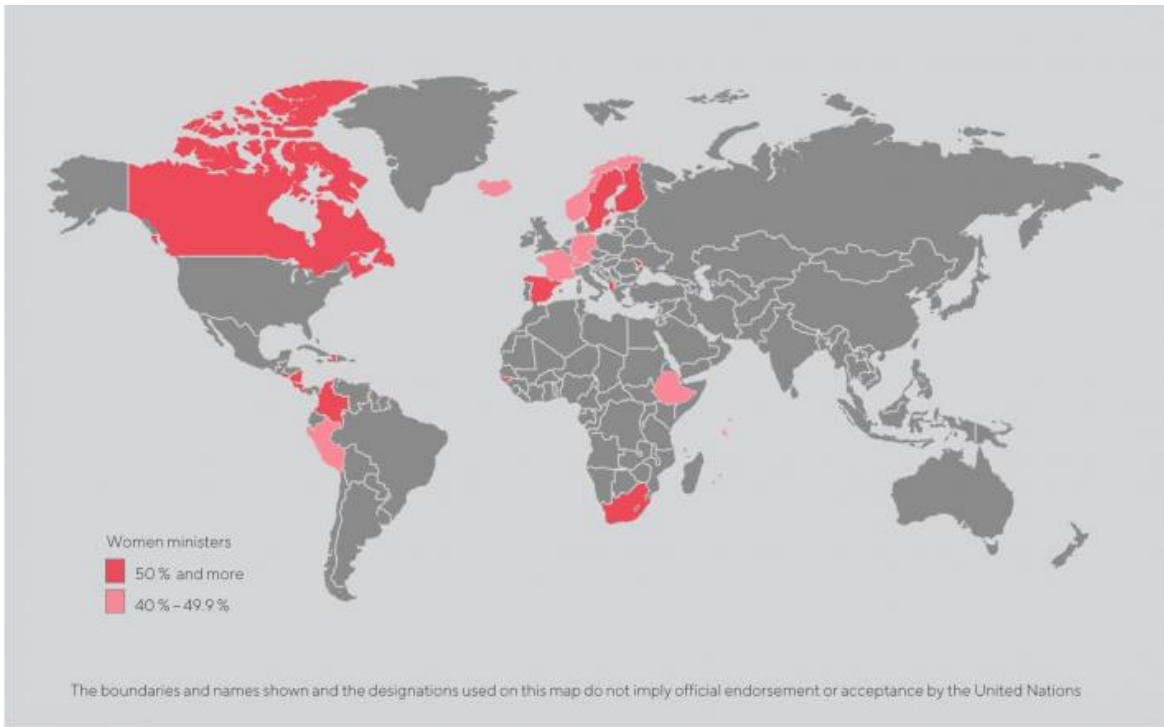 Women ministers
50 % and more
40 % – 49.9 %
The boundaries and names shown and the designations used on this map do not imply official endorsement or acceptance by the United Nations